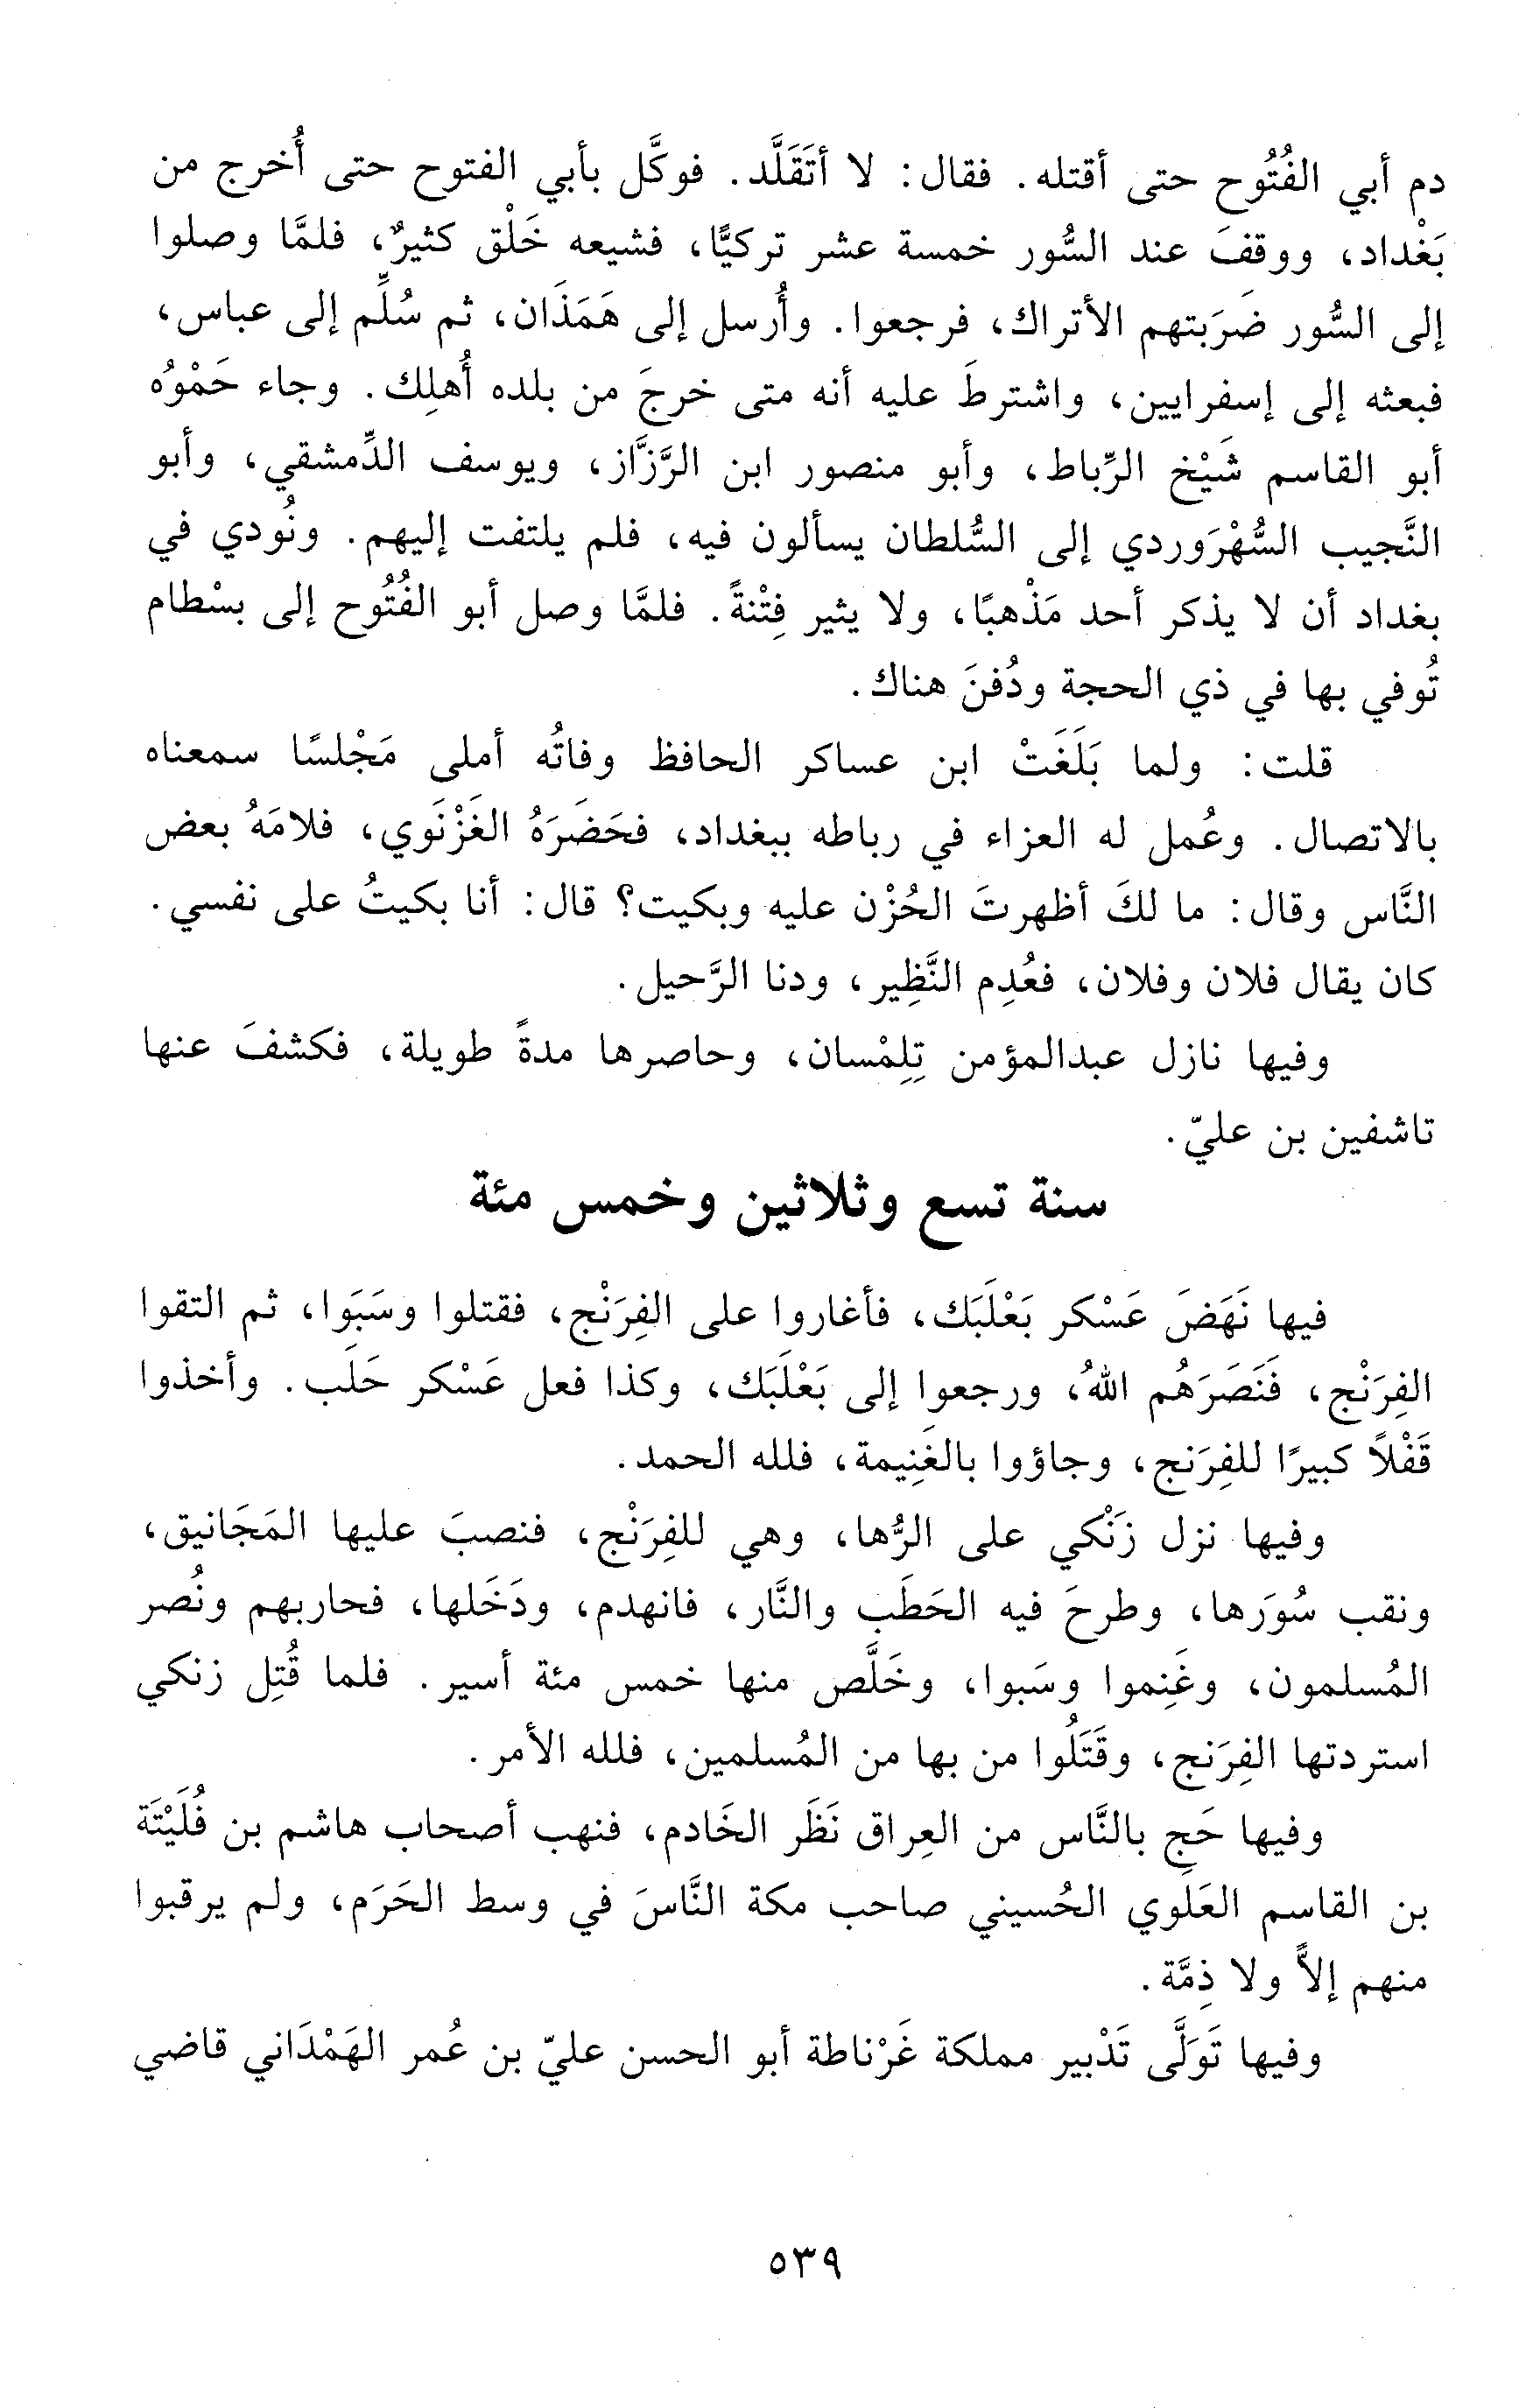 دم أبي الفُتُوح حتى أقتله. فقال: لا أتَقَلَّد. فوكَّل بأبي الفتوح حتى أُخرج من
بَغْداد، ووقفَ عند السُّور خمسة عشر تركيًّا، فشيعه خَلْق كثيرٌ، فلمَّا وصلوا
إلى السُّور ضَرَبتهم الأتراك، فرجعوا. وأُرسل إلى هَمَذَان، ثم سُلِّم إلى عباس،
فبعثه إلى إسفرايين، واشترطَ عليه أنه متى خرجَ من بلده أُهلِك. وجاء حَمْوُه
أبو القاسم شَيْخ الرِّباط، وأبو منصور ابن الرَّزَّاز، ويوسف الدِّمشقي، وأبو
النَّجيب السُّهْرَوردي إلى السُّلطان يسألون فيه، فلم يلتفت إليهم. ونُودي في
بغداد أن لا يذكر أحد مَذْهبًا، ولا يثير فِتْنةً. فلمَّا وصل أبو الفُتُوح إلى بسْطام
تُوفي بها في ذي الحجة ودُفنَ هناك.
قلت: ولما بَلَغَتْ ابن عساكر الحافظ وفاتُه أملى مَجْلسًا سمعناه
بالاتصال. وعُمل له العزاء في رباطه ببغداد، فحَضَرَهُ الغَزْنَوي، فلامَهُ بعض
النَّاس وقال: ما لكَ أظهرتَ الحُزْن عليه وبكيت؟ قال: أنا بكيتُ على نفسي.
كان يقال فلان وفلان، فعُدِم النَّظِير، ودنا الرَّحيل.
وفيها نازل عبدالمؤمن تِلِمْسان، وحاصرها مدةً طويلة، فكشفَ عنها
تاشفين بن عليّ.
سنة تسع وثلاثين وخمس مئة
فيها نَهَضَ عَسْكر بَعْلَبَك، فأغاروا على الفِرَنْج، فقتلوا وسَبَوا، ثم التقوا
الفِرَنْج، فَنَصَرَهُم اللهُ، ورجعوا إلى بَعْلَبَك، وكذا فعل عَسْكر حَلَب. وأخذوا
قَفْلاً كبيرًا للفِرَنج، وجاؤوا بالغَنِيمة، فلله الحمد.
وفيها نزل زَنْكي على الرُّها، وهي للفِرَنْج، فنصبَ عليها المَجَانيق،
ونقب سُورَها، وطرحَ فيه الحَطَب والنَّار، فانهدم، ودَخَلها، فحاربهم ونُصر
المُسلمون، وغَنِموا وسَبوا، وخَلَّص منها خمس مئة أسير. فلما قُتِل زنكي
استردتها الفِرَنج، وقَتَلُوا من بها من المُسلمين، فلله الأمر.
وفيها حَج بالنَّاس من العِراق نَظَر الخَادم، فنهب أصحاب هاشم بن فُلَيْتَة
بن القاسم العَلَوي الحُسيني صاحب مكة النَّاسَ في وسط الحَرَم، ولم يرقبوا
منهم إلاًّ ولا ذِمَّة.
وفيها تَوَلَّى تَدْبير مملكة غَرْناطة أبو الحسن عليّ بن عُمر الهَمْدَاني قاضي
٥٣٩